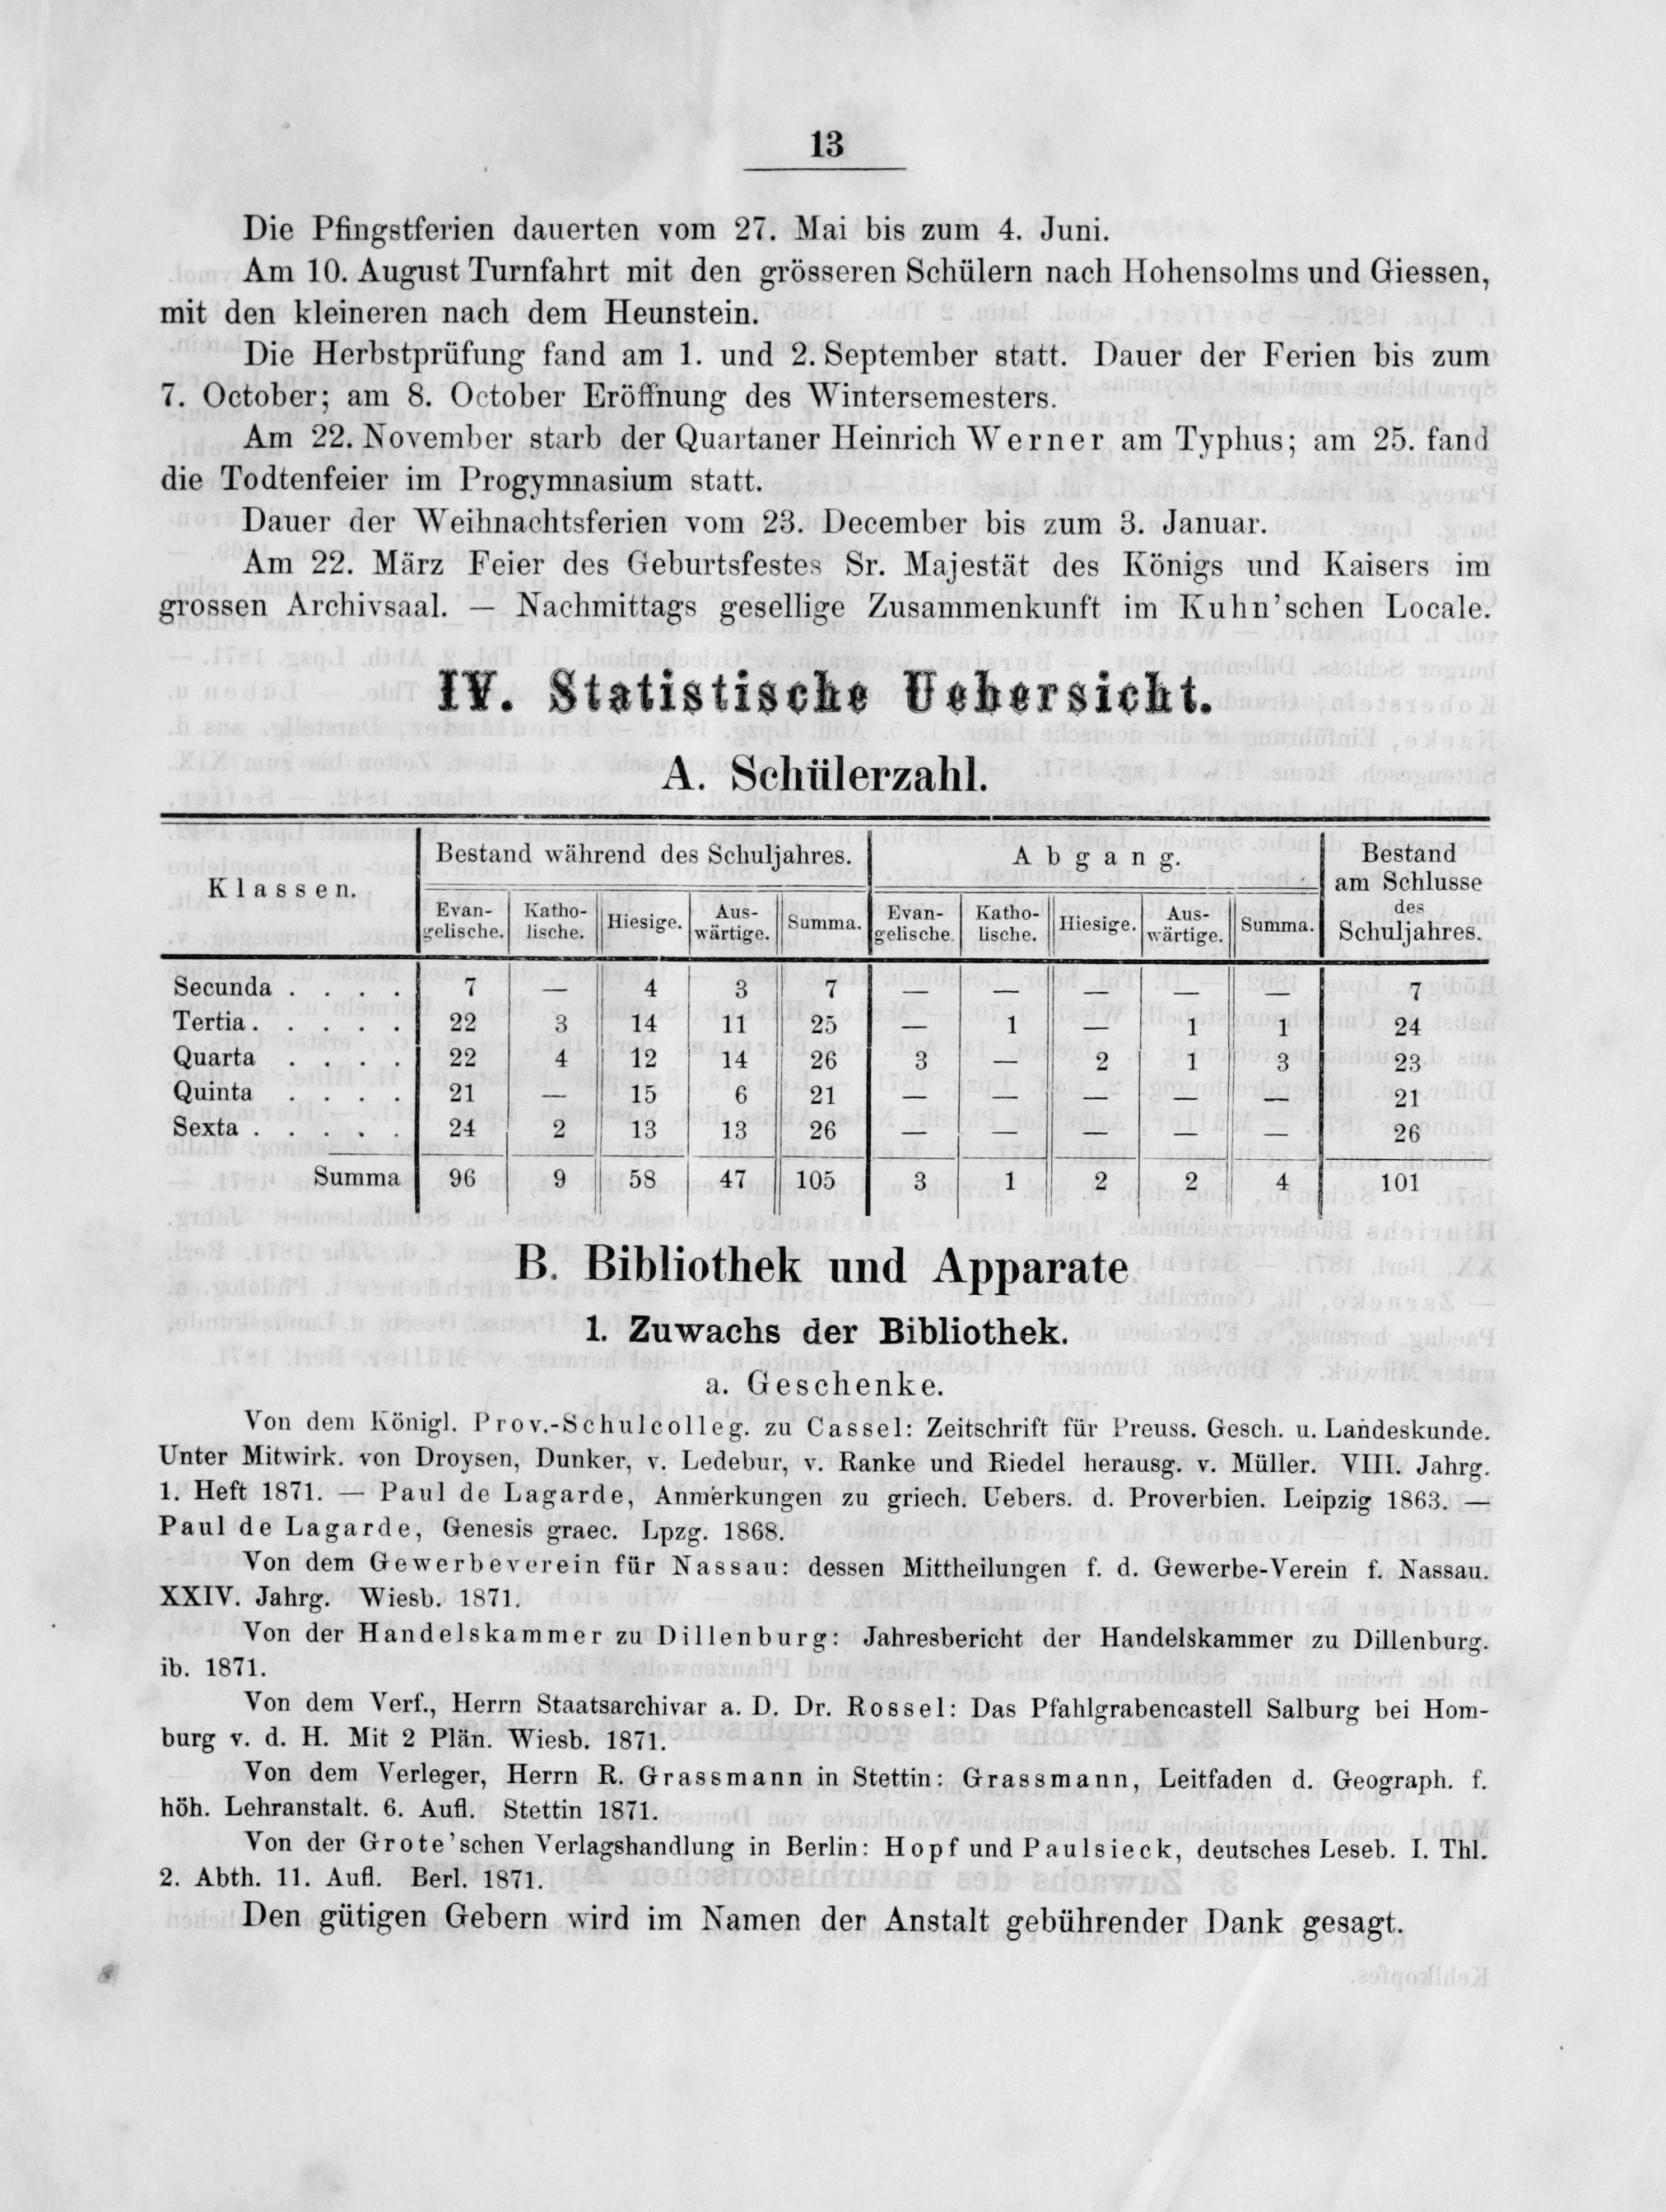 13
Die Pfingstferien dauerten vom 27. Mai bis zum 4. Juni.
Am 10. August Turnfahrt mit den grösseren Schülern nach Hohensolms und Giessen,
mit den kleineren nach dem Heunstein.
Die Herbstprüfung fand am 1. und 2. September statt. Dauer der Ferien bis zum
7. October; am 8. October Eröffnung des Wintersemesters.
Am 22. November starb der Quartaner Heinrich Werner am Typhus; am 25. fand
die Todtenfeier im Progymnasium statt.
Dauer der Weihnachtsferien vom 23. December bis zum 3. Januar.
Am 22. März Feier des Geburtsfestes Sr. Majestät des Königs und Kaisers im
grossen Archivsaal. — Nachmittags gesellige Zusammenkunft im Kuhn'schen Locale.
IV. Statistische Uebersicht.
A. Schülerzahl.
Klassen. Bestand während des Schuljahres. Abgang. Bestand am Schlusse des Schuljahres.
Evangelische. Katholische. Hiesige. Auswärtige. Summa. Evangelische. Katholische. Hiesige. Auswärtige. Summa.
Secunda . . . . 7 — 4 3 7 — — — — — 7
Tertia . . . . . 22 3 14 11 25 — 1 — 1 1 24
Quarta . . . . 22 4 12 14 26 3 — 2 1 3 23
Quinta . . . . 21 — 15 6 21 — — — — — 21
Sexta . . . . . 24 2 13 13 26 — — — — — 26
Summa 96 9 58 47 105 3 1 2 2 4 101
B. Bibliothek und Apparate
1. Zuwachs der Bibliothek.
a. Geschenke.
Von dem Königl. Prov.-Schulcolleg. zu Cassel: Zeitschrift für Preuss. Gesch. u. Landeskunde.
Unter Mitwirk. von Droysen, Dunker, v. Ledebur, v. Ranke und Riedel herausg. v. Müller. VIII. Jahrg.
1. Heft 1871. — Paul de Lagarde, Anmerkungen zu griech. Uebers. d. Proverbien. Leipzig 1863. —
Paul de Lagarde, Genesis graec. Lpzg. 1868.
Von dem Gewerbeverein für Nassau: dessen Mittheilungen f. d. Gewerbe-Verein f. Nassau.
XXIV. Jahrg. Wiesb. 1871.
Von der Handelskammer zu Dillenburg: Jahresbericht der Handelskammer zu Dillenburg.
ib. 1871.
Von dem Verf., Herrn Staatsarchivar a. D. Dr. Rossel: Das Pfahlgrabencastell Salburg bei Hom-
burg v. d. H. Mit 2 Plän. Wiesb. 1871.
Von dem Verleger, Herrn R. Grassmann in Stettin: Grassmann, Leitfaden d. Geograph. f.
höh. Lehranstalt. 6. Aufl. Stettin 1871.
Von der Grote'schen Verlagshandlung in Berlin: Hopf und Paulsieck, deutsches Leseb. I. Thl.
2. Abth. 11. Aufl. Berl. 1871.
Den gütigen Gebern wird im Namen der Anstalt gebührender Dank gesagt.